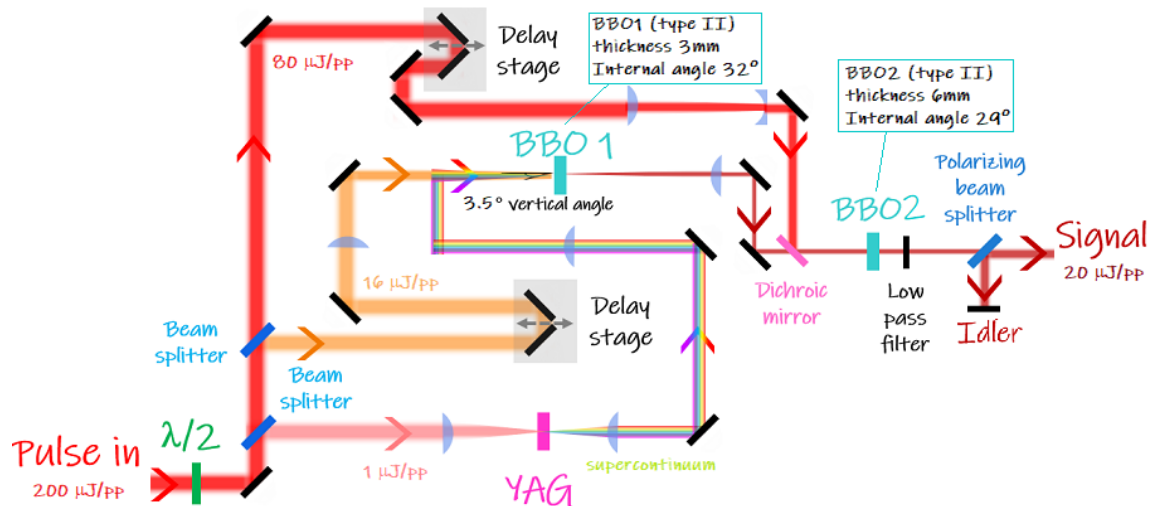 80 µJ/pp
Delay
stage
BBO1 (type II)
thickness 3mm
Internal angle 32°
BBO2 (type II)
thickness 6mm
Internal angle 29°
BBO 1
3.5° vertical angle
Polarizing
beam
splitter
BBO2
Signal
20 µJ/pp
16 µJ/pp
Delay
stage
Dichroic
mirror
Low
pass
filter
Idler
Beam
splitter
Beam
splitter
λ/2
Pulse in
200 µJ/pp
1 µJ/pp
YAG
supercontinuum